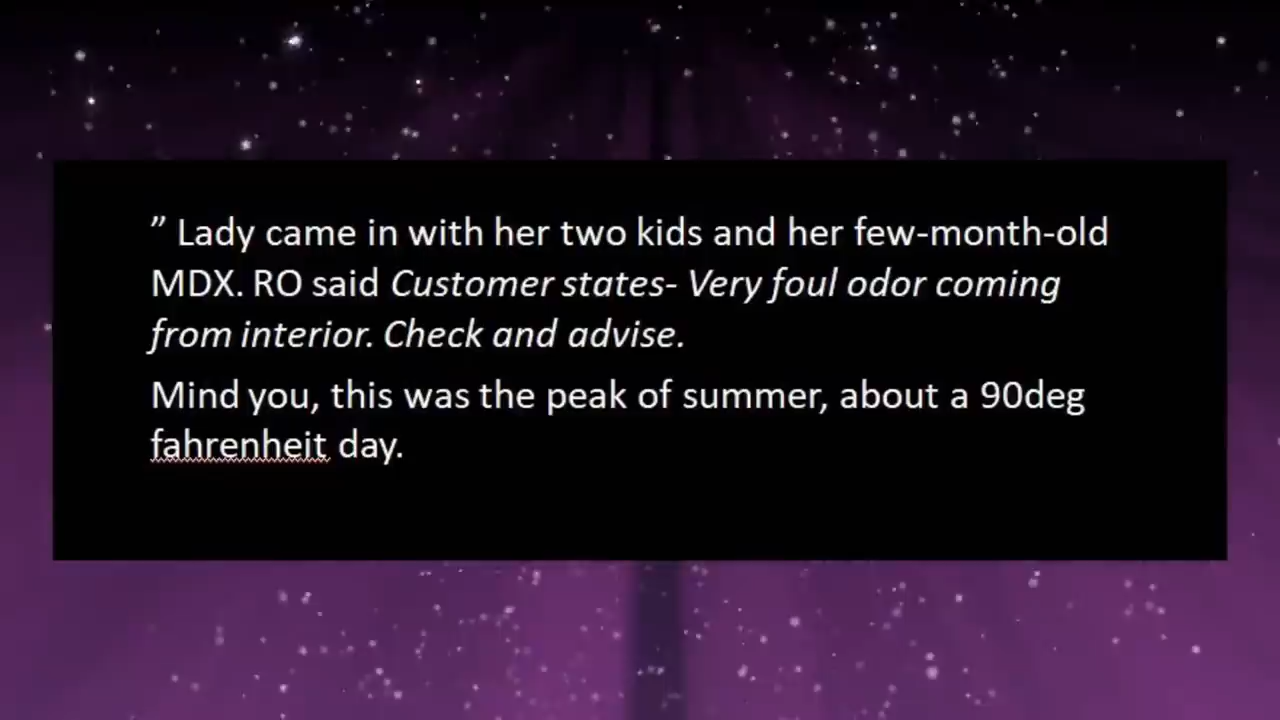 ” Lady came in with her two kids and her few-month-old
MDX. RO said Customer states- Very foul odor coming
from interior. Check and advise.
Mind you, this was the peak of summer, about a 90deg
fahrenheit day.